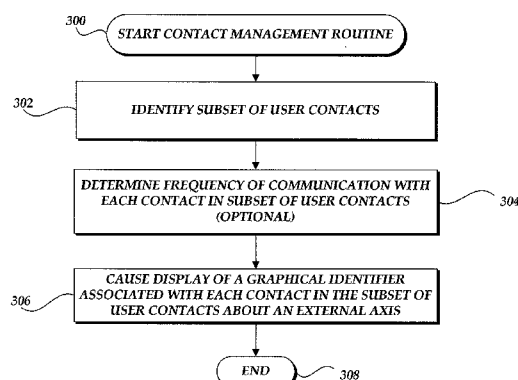 300
START CONTACT MANAGEMENT ROUTINE
302
IDENTIFY SUBSET OF USER CONTACTS
DETERMINE FREQUENCY OF COMMUNICATION WITH
EACH CONTACT IN SUBSET OF USER CONTACTS
(OPTIONAL)
304
CAUSE DISPLAY OF A GRAPHICAL IDENTIFIER
ASSOCIATED WITH EACH CONTACT IN THE SUBSET OF
USER CONTACTS ABOUT AN EXTERNAL AXIS
306
END
308